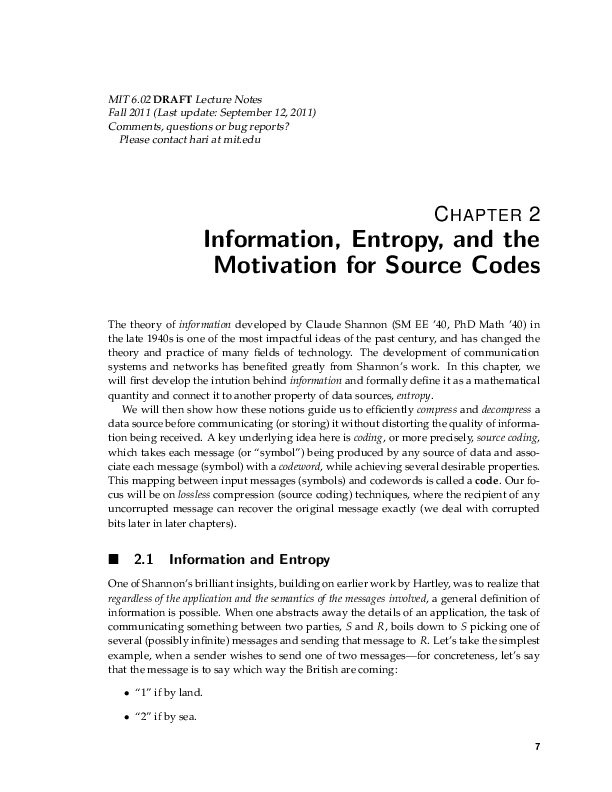 MIT 6.02 DRAFT Lecture Notes
Fall 2011 (Last update: September 12, 2011)
Comments, questions or bug reports?
Please contact hari at mit.edu
CHAPTER 2
Information, Entropy, and the
Motivation for Source Codes
The theory of information developed by Claude Shannon (SM EE '40, PhD Math '40) in
the late 1940s is one of the most impactful ideas of the past century, and has changed the
theory and practice of many fields of technology. The development of communication
systems and networks has benefited greatly from Shannon's work. In this chapter, we
will first develop the intution behind information and formally define it as a mathematical
quantity and connect it to another property of data sources, entropy.
We will then show how these notions guide us to efficiently compress and decompress a
data source before communicating (or storing) it without distorting the quality of informa-
tion being received. A key underlying idea here is coding, or more precisely, source coding,
which takes each message (or "symbol") being produced by any source of data and asso-
ciate each message (symbol) with a codeword, while achieving several desirable properties.
This mapping between input messages (symbols) and codewords is called a code. Our fo-
cus will be on lossless compression (source coding) techniques, where the recipient of any
uncorrupted message can recover the original message exactly (we deal with corrupted
bits later in later chapters).
■ 2.1 Information and Entropy
One of Shannon's brilliant insights, building on earlier work by Hartley, was to realize that
regardless of the application and the semantics of the messages involved, a general definition of
information is possible. When one abstracts away the details of an application, the task of
communicating something between two parties, S and R, boils down to S picking one of
several (possibly infinite) messages and sending that message to R. Let's take the simplest
example, when a sender wishes to send one of two messages—for concreteness, let's say
that the message is to say which way the British are coming:
• "1" if by land.
• "2" if by sea.
7